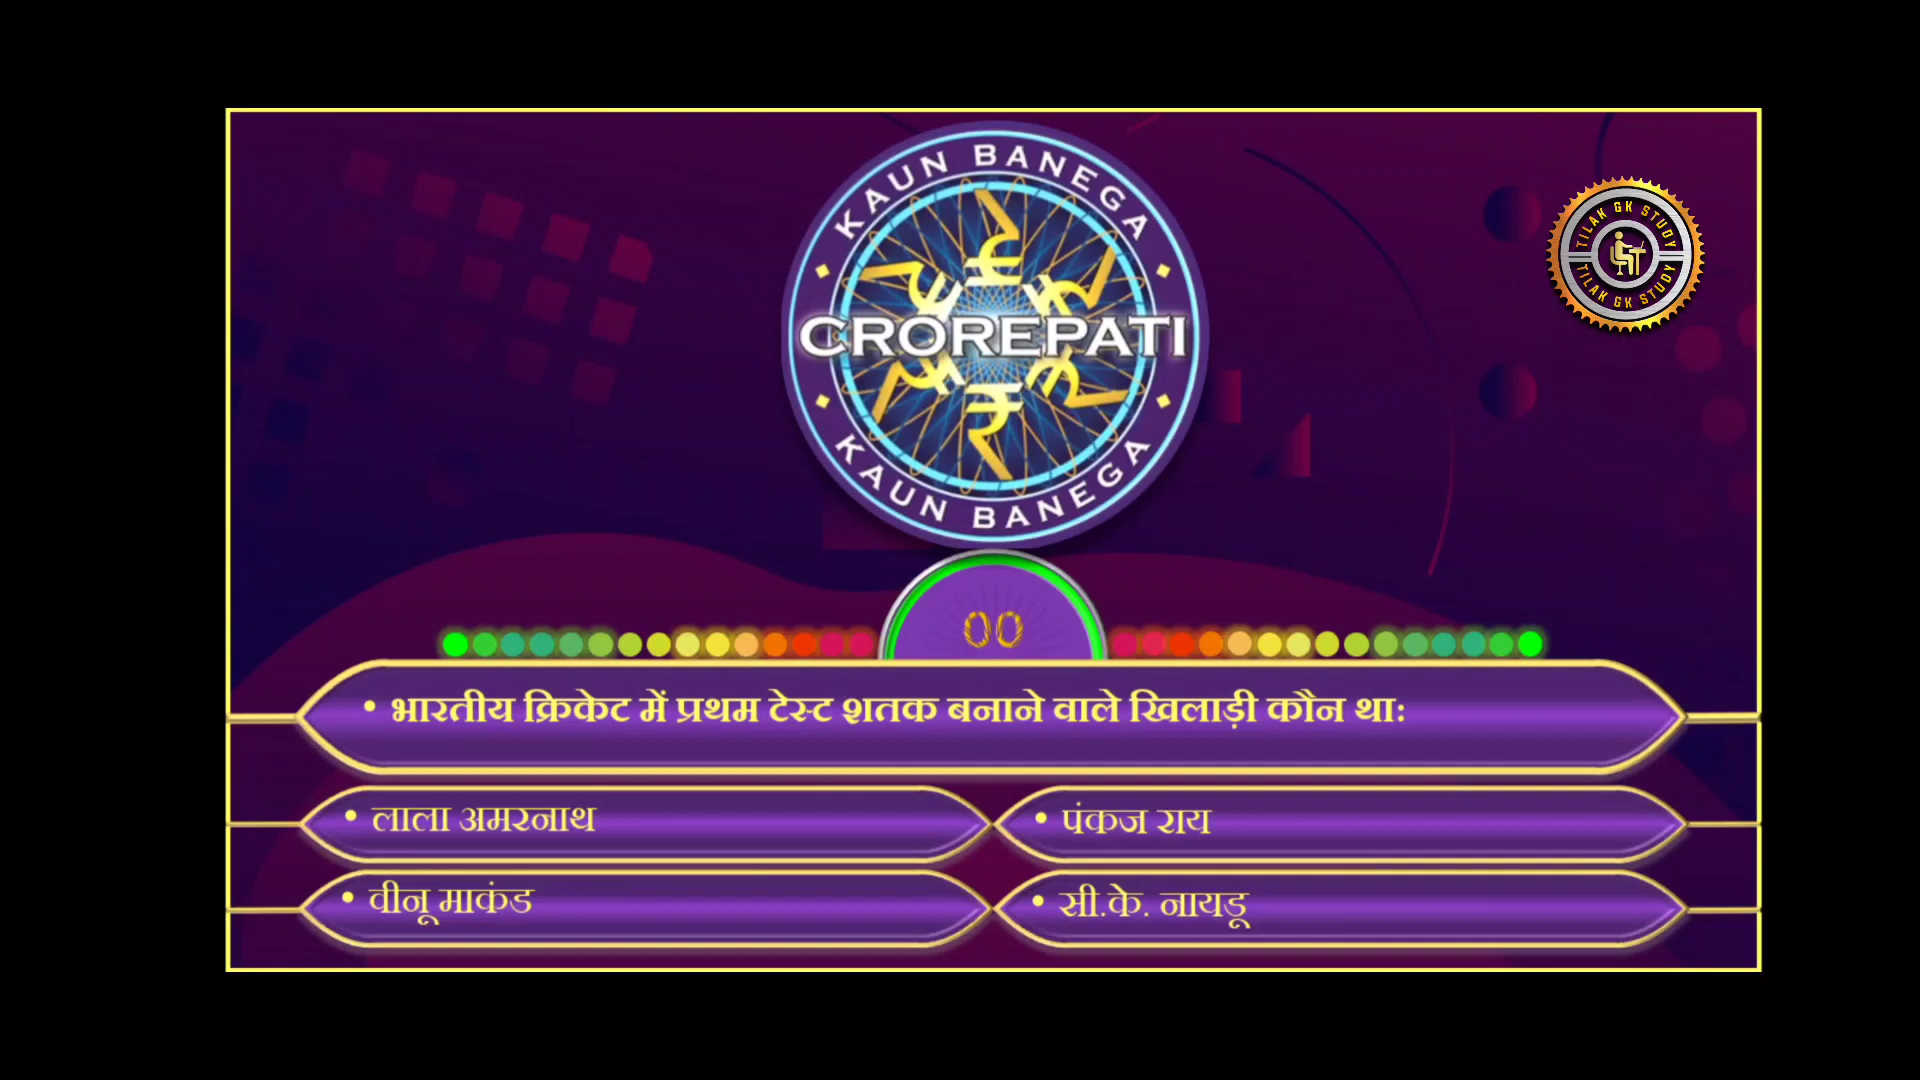 KAUN BANEGA
CROREPATI
KAUN BANEGA
TILAK GK STUDY
TILAK GK STUDY
00
• भारतीय क्रिकेट में प्रथम टेस्ट शतक बनाने वाले खिलाड़ी कौन था:
• लाला अमरनाथ
• पंकज राय
• वीनू माकंड
• सी.के. नायडू